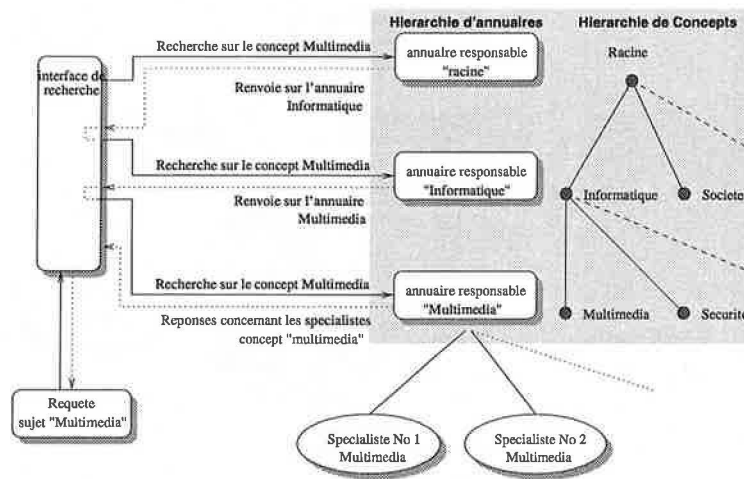 Hierarchie d'annuaires
Hierarchie de Concepts
interface de
recherche
Recherche sur le concept Multimedia
annuaire responsable
"racine"
Racine
Renvoie sur l'annuaire
Informatique
Recherche sur le concept Multimedia
annuaire responsable
"Informatique"
Informatique
Societe
Renvoie sur l'annuaire
Multimedia
Recherche sur le concept Multimedia
annuaire responsable
"Multimedia"
Multimedia
Securite
Reponses concernant les specialistes
concept "multimedia"
Requete
sujet "Multimedia"
Specialiste No 1
Multimedia
Specialiste No 2
Multimedia